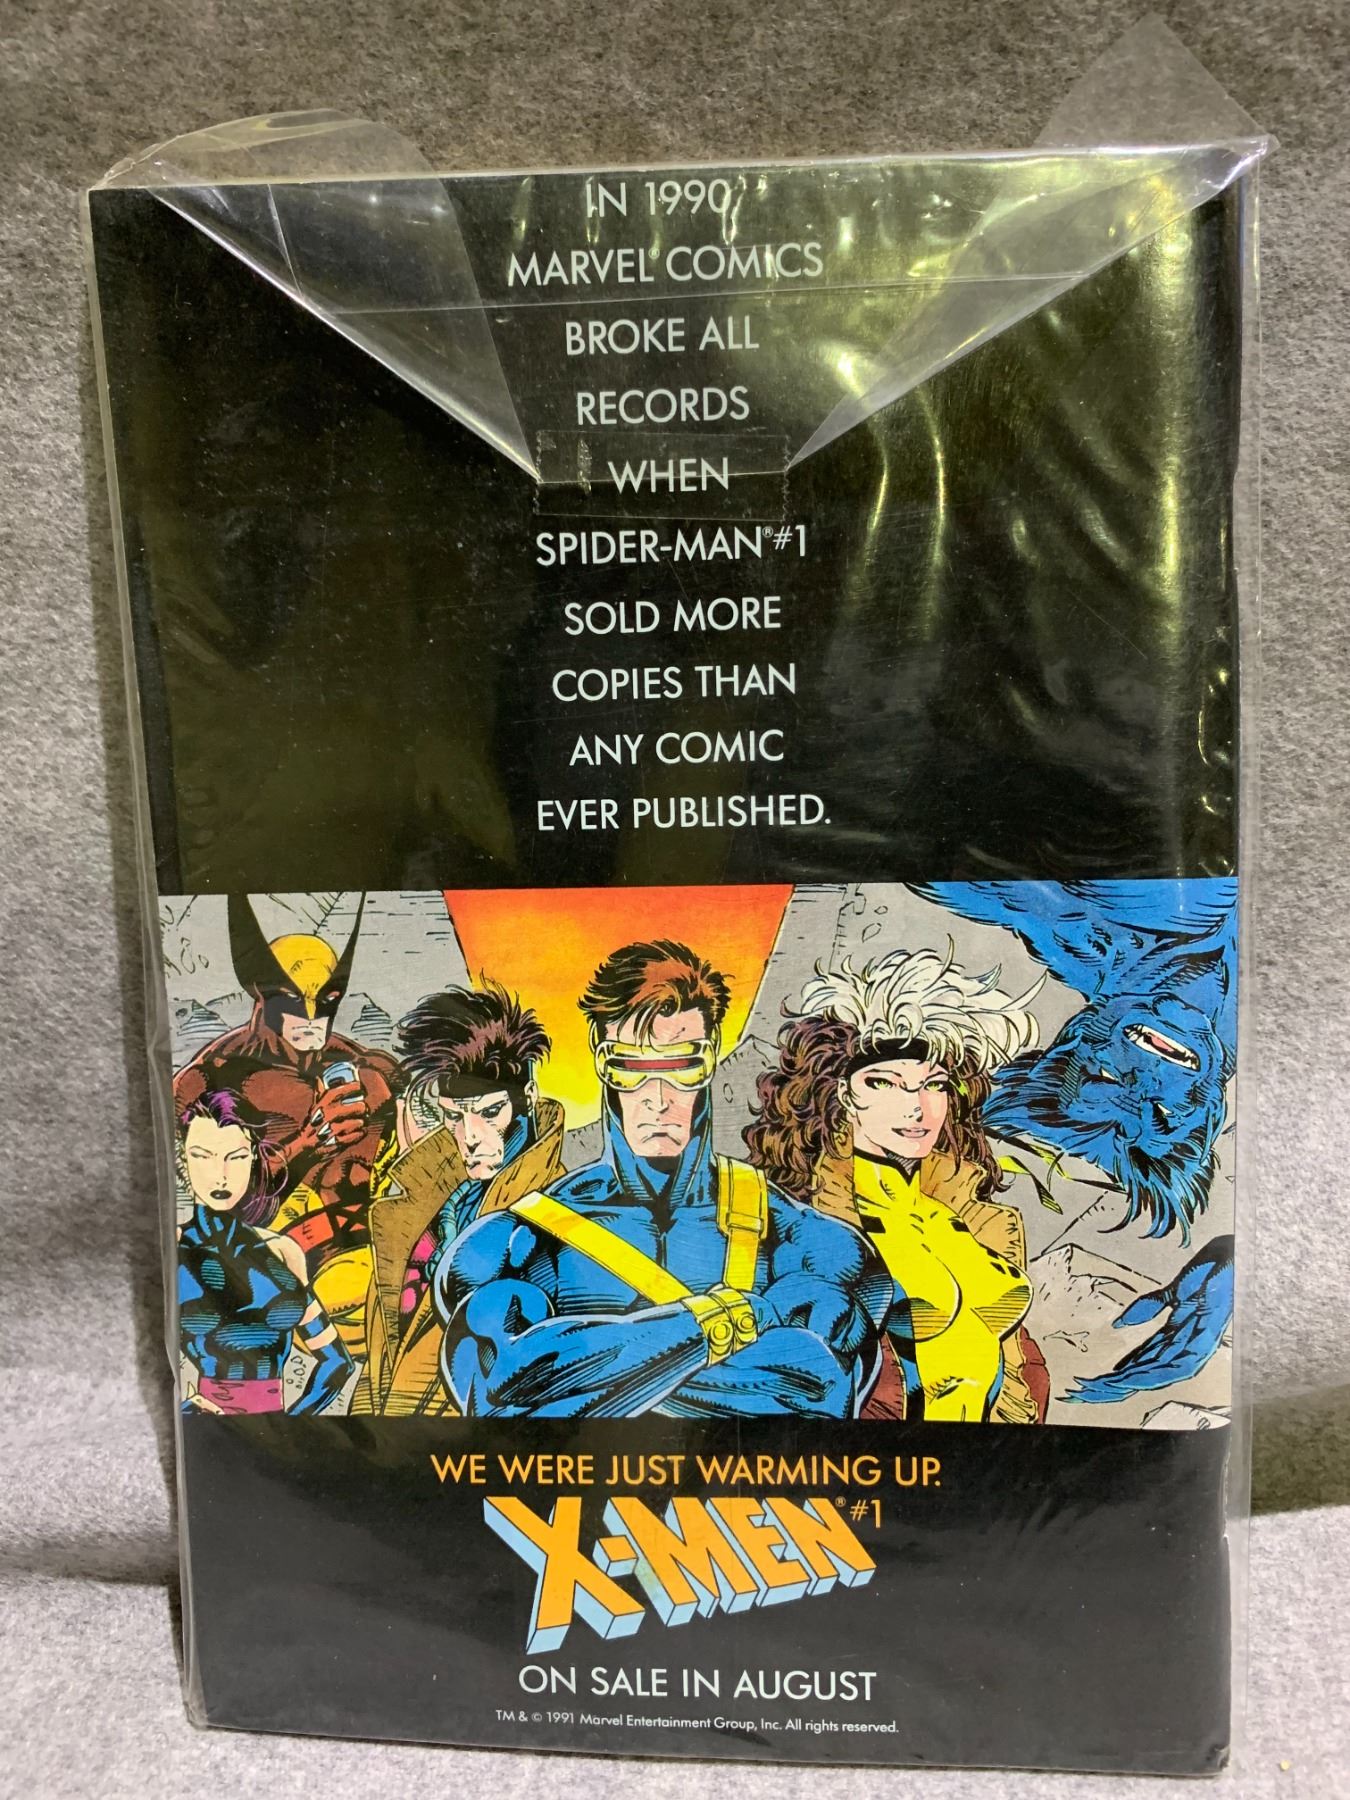 IN 1990,
MARVEL® COMICS
BROKE ALL
RECORDS
WHEN
SPIDER-MAN® #1
SOLD MORE
COPIES THAN
ANY COMIC
EVER PUBLISHED.
WE WERE JUST WARMING UP.
X-MEN® #1
ON SALE IN AUGUST
TM & © 1991 Marvel Entertainment Group, Inc. All rights reserved.